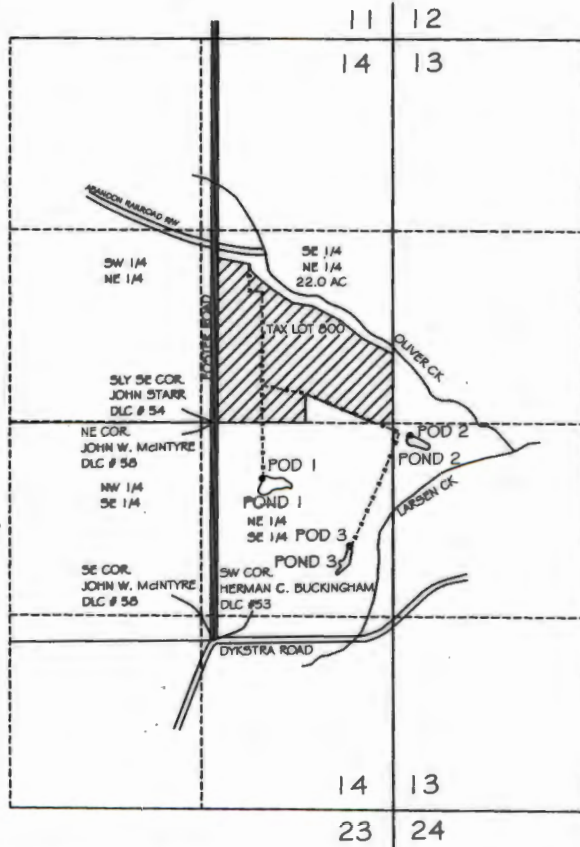 11 12
14 13
ABANDON RAILROAD R/W
SW 1/4
NE 1/4
SE 1/4
NE 1/4
22.0 AC
TAX LOT 800
OLIVER CK
ROAD
SLY SE COR.
JOHN STARR
DLC # 54
NE COR.
JOHN W. McINTYRE
DLC # 58
NW 1/4
SE 1/4
POD 1
POND 1
NE 1/4
SE 1/4
POD 2
POND 2
LARSEN CK
POD 3
POND 3
SE COR.
JOHN W. McINTYRE
DLC # 58
SW COR.
HERMAN C. BUCKINGHAM
DLC #53
DYKSTRA ROAD
14 13
23 24